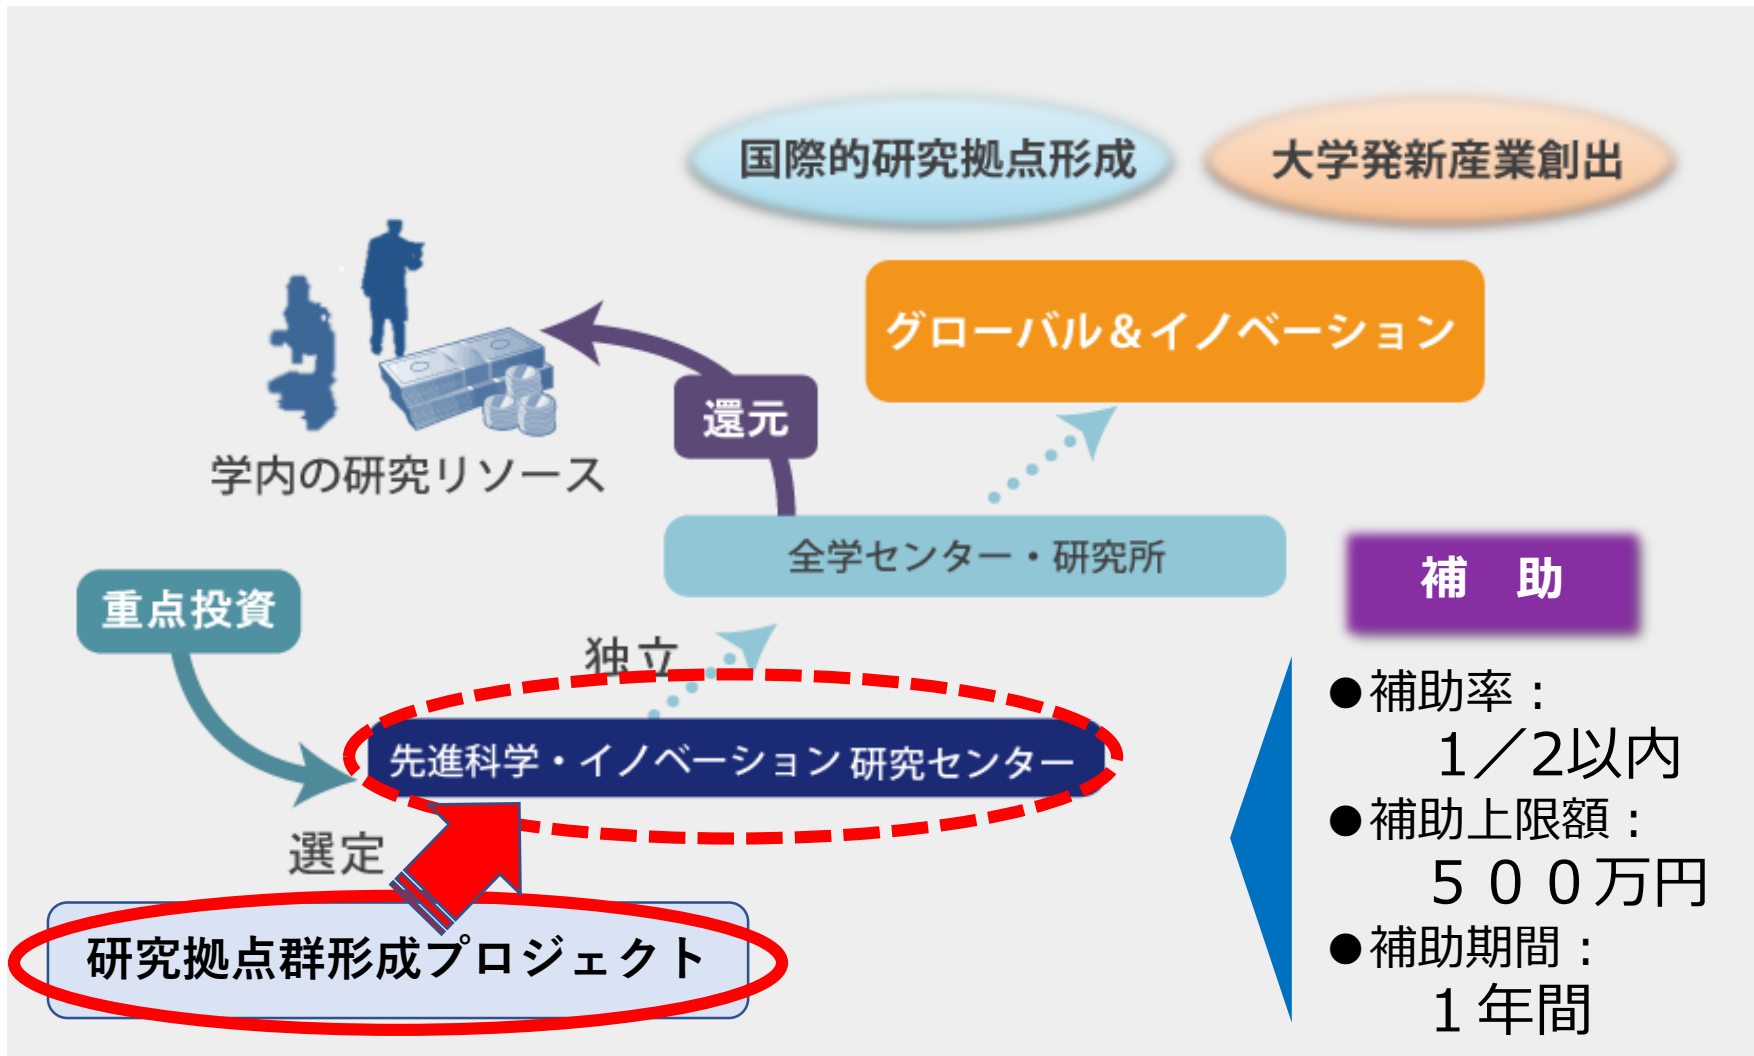 国際的研究拠点形成
大学発新産業創出
グローバル＆イノベーション
還元
学内の研究リソース
全学センター・研究所
重点投資
独立
先進科学・イノベーション研究センター
選定
研究拠点群形成プロジェクト
補　助
●補助率：
1／2以内
●補助上限額：
５００万円
●補助期間：
１年間